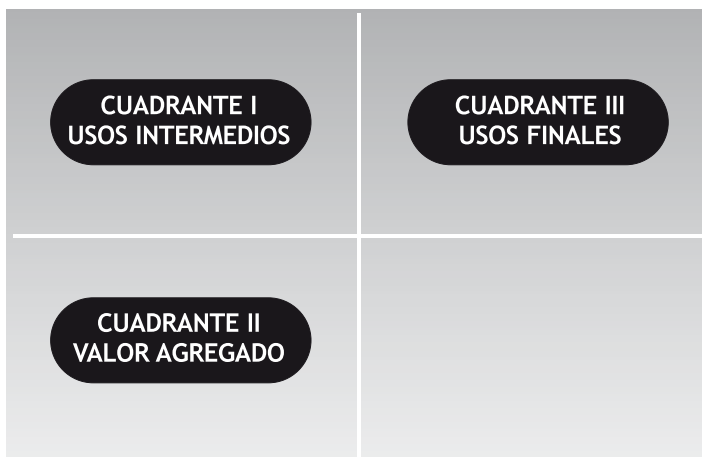 CUADRANTE I
USOS INTERMEDIOS
CUADRANTE III
USOS FINALES
CUADRANTE II
VALOR AGREGADO